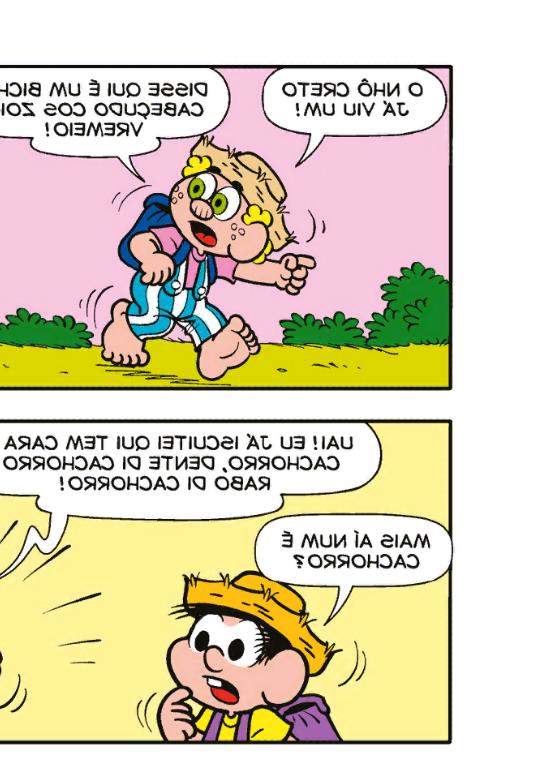 O NHÔ CRETO
JÁ VIU UM!
DISSE QUI É UM
CABEÇUDO COS
VREMEIO!
UAI! EU JÁ ISCUITEI QUI TEM CARA
CACHORRO, DENTE DI CACHORRO
RABO DI CACHORRO!
MAIS AÍ NUM É
CACHORRO?